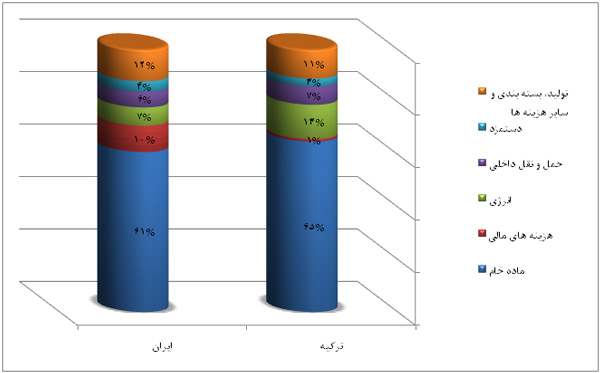 ۱۲%
۴%
۶%
۷%
۱۰%
۶۱%
۱۱%
۳%
۷%
۱۳%
۱%
۶۵%
ایران
ترکیه
تولید، بسته بندی و
سایر هزینه ها
دستمزد
حمل و نقل داخلی
انرژی
هزینه های مالی
ماده خام